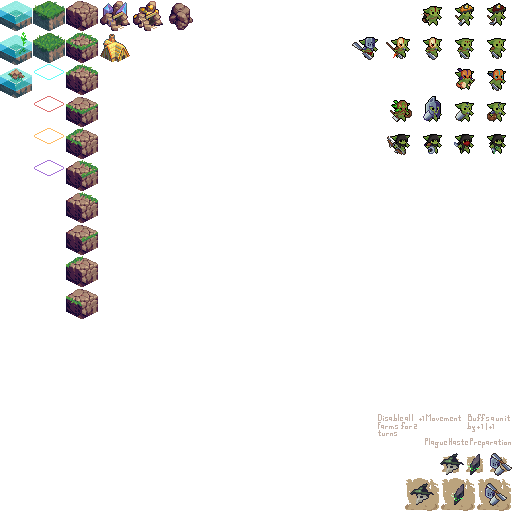 Disable all +1 Movement Buffs a unit
farms for 2 by +1 | +1
turns
Plague Haste Preparation